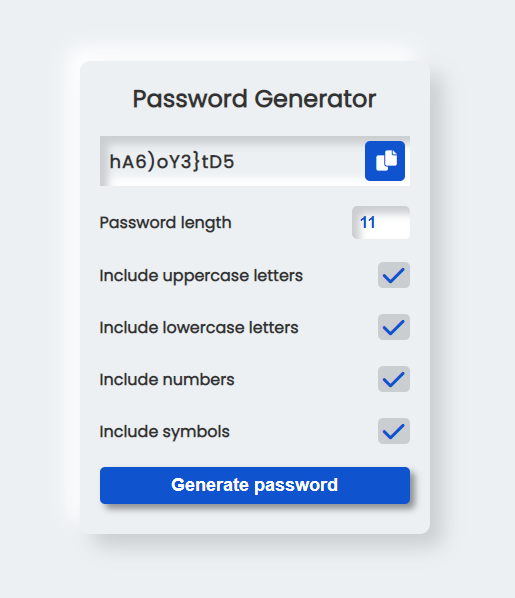 Password Generator
hA6)oY3}tD5
Password length 11
Include uppercase letters
Include lowercase letters
Include numbers
Include symbols
Generate password